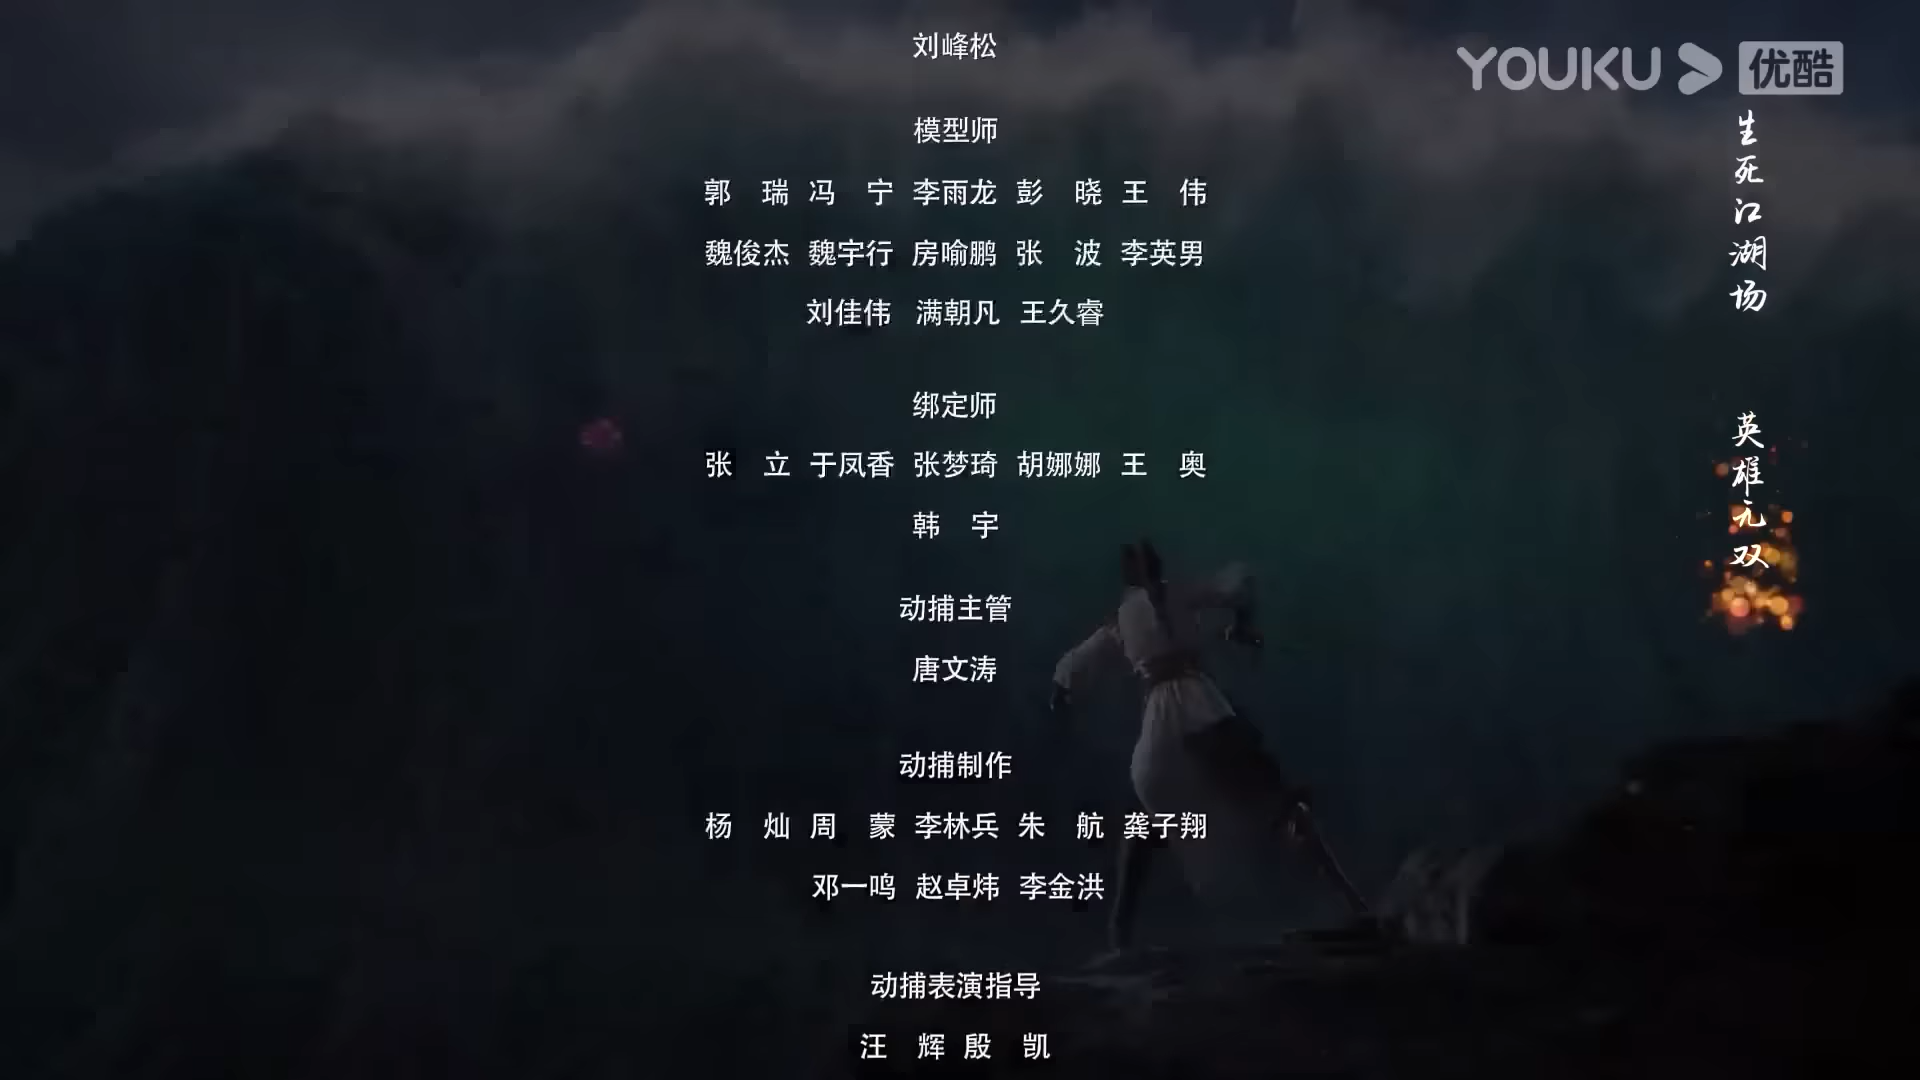 刘峰松
YOUKU 优酷
模型师
郭 瑞 冯 宁 李雨龙 彭 晓 王 伟
魏俊杰 魏宇行 房喻鹏 张 波 李英男
刘佳伟 满朝凡 王久睿
绑定师
张 立 于凤香 张梦琦 胡娜娜 王 奥
韩 宇
动捕主管
唐文涛
动捕制作
杨 灿 周 蒙 李林兵 朱 航 龚子翔
邓一鸣 赵卓炜 李金洪
动捕表演指导
汪 辉 殷 凯
生死江湖场
英雄元双